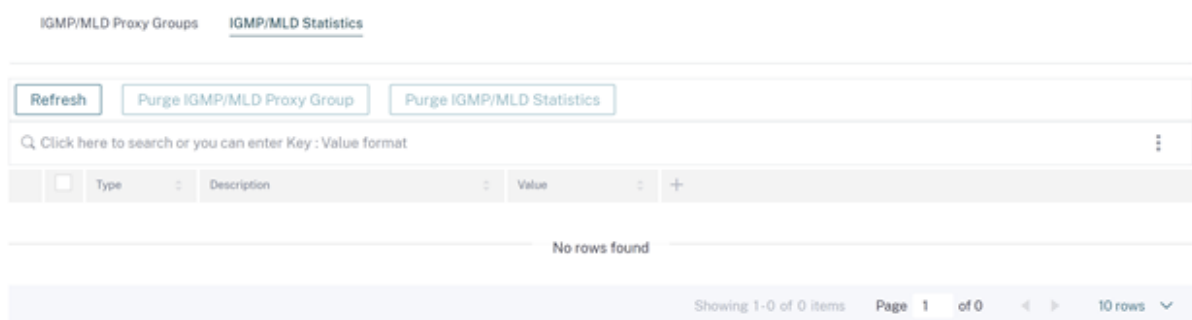 IGMP/MLD Proxy Groups IGMP/MLD Statistics
Refresh Purge IGMP/MLD Proxy Group Purge IGMP/MLD Statistics
Click here to search or you can enter Key : Value format
Type Description Value
No rows found
Showing 1-0 of 0 items Page 1 of 0 10 rows